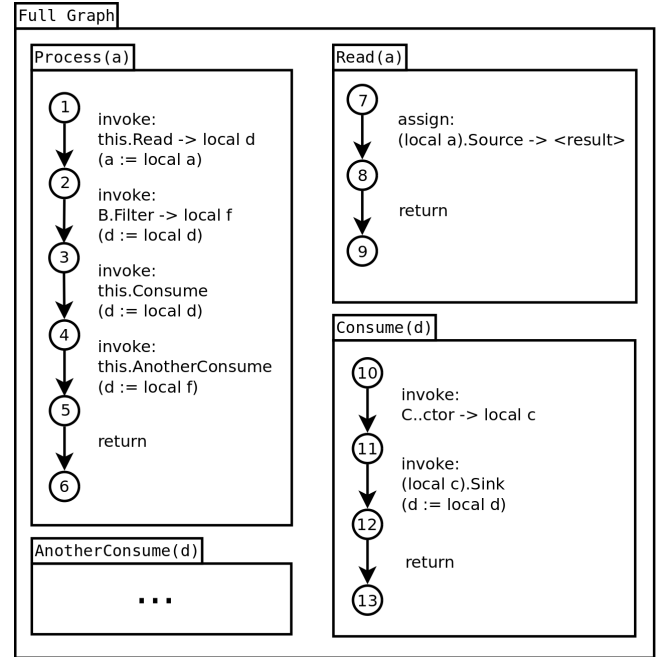 Full Graph
Process(a)
1
invoke:
this.Read -> local d
(a := local a)
2
invoke:
B.Filter -> local f
(d := local d)
3
invoke:
this.Consume
(d := local d)
4
invoke:
this.AnotherConsume
(d := local f)
5
return
6
AnotherConsume(d)
...
Read(a)
7
assign:
(local a).Source -> <result>
8
return
9
Consume(d)
10
invoke:
C..ctor -> local c
11
invoke:
(local c).Sink
(d := local d)
12
return
13